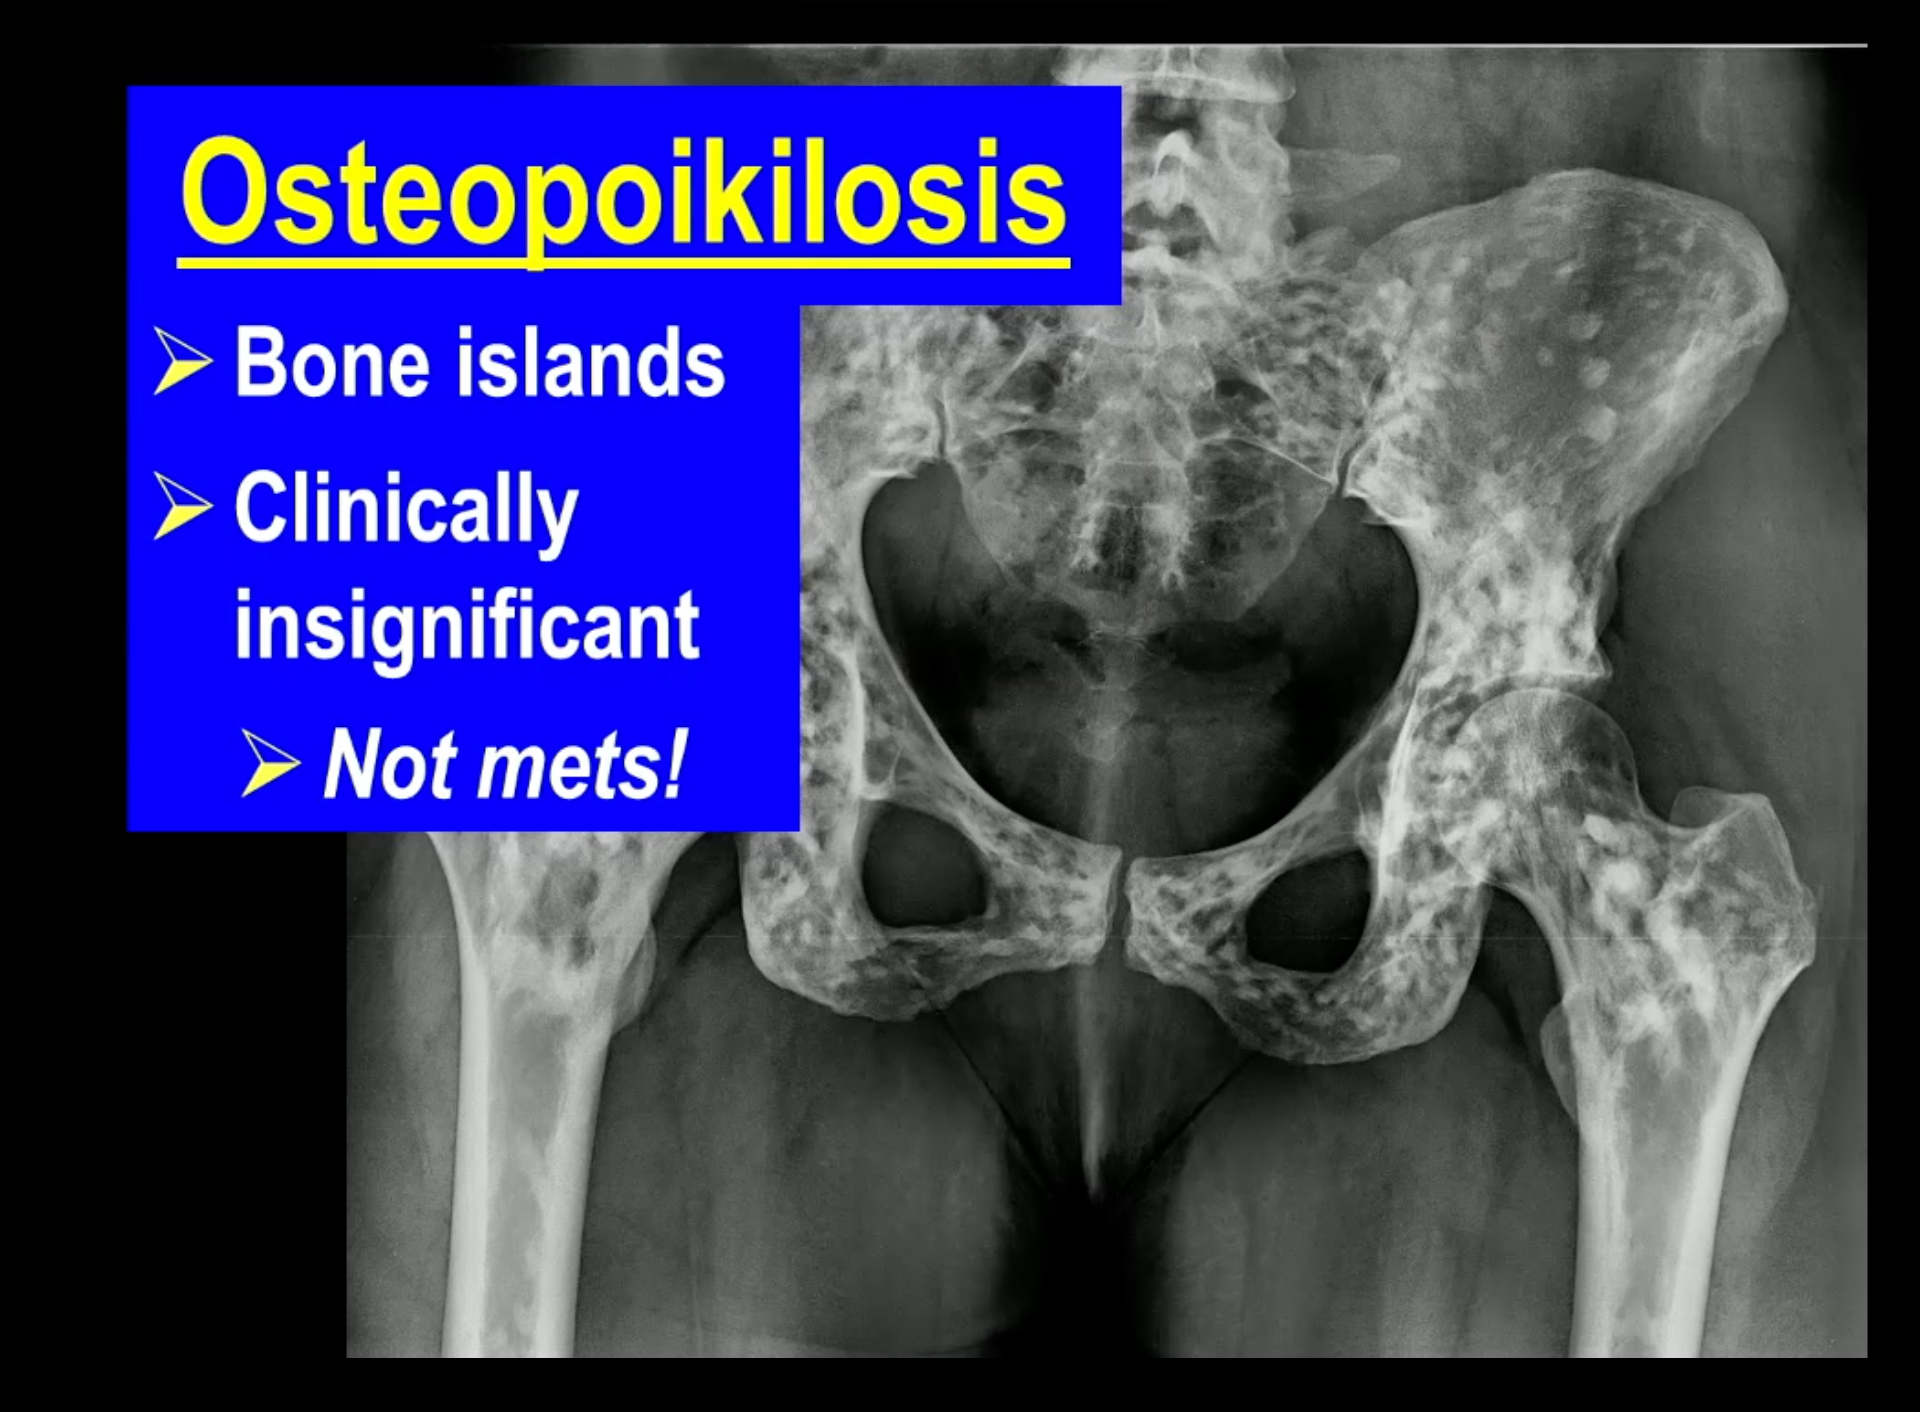 Osteopoikilosis
Bone islands
Clinically
insignificant
Not mets!